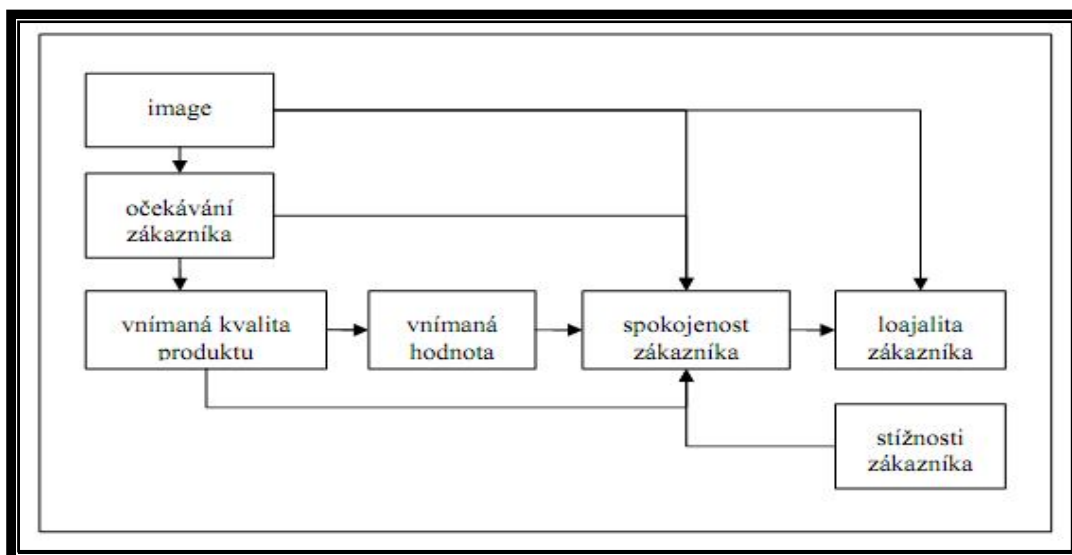 image
očekávání
zákazníka
vnímaná kvalita
produktu
vnímaná
hodnota
spokojenost
zákazníka
loajalita
zákazníka
stížnosti
zákazníka